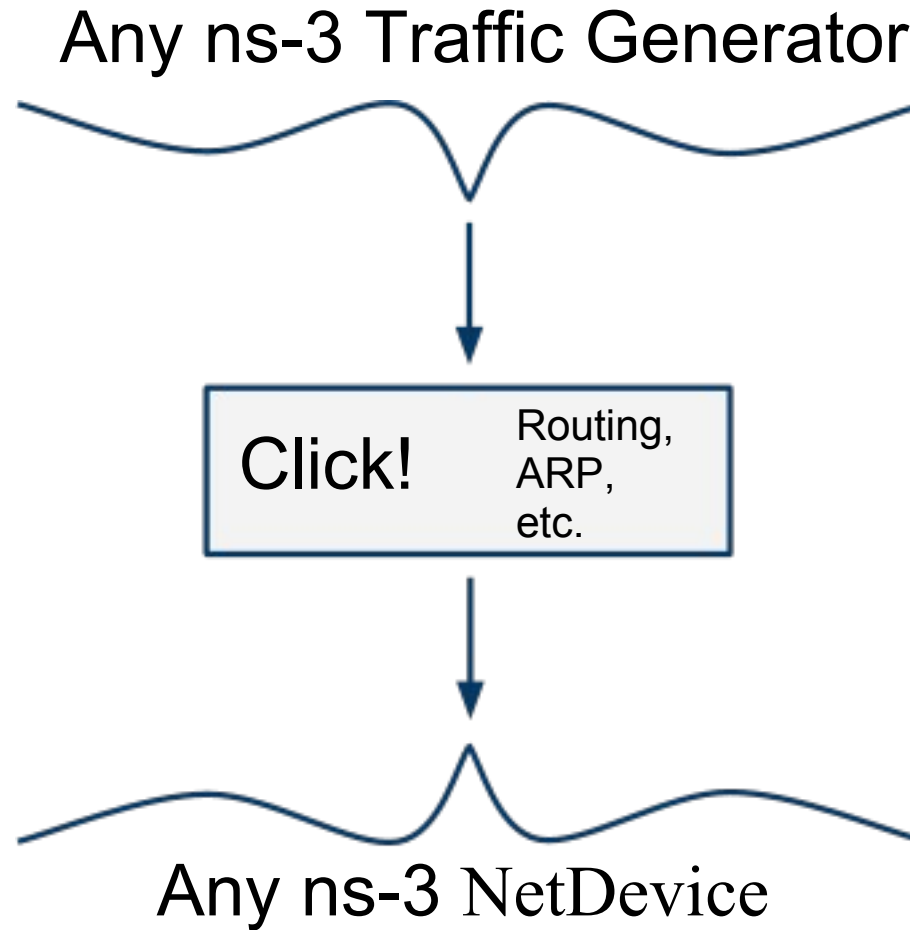 Any ns-3 Traffic Generator
Click!
Routing,
ARP,
etc.
Any ns-3 NetDevice